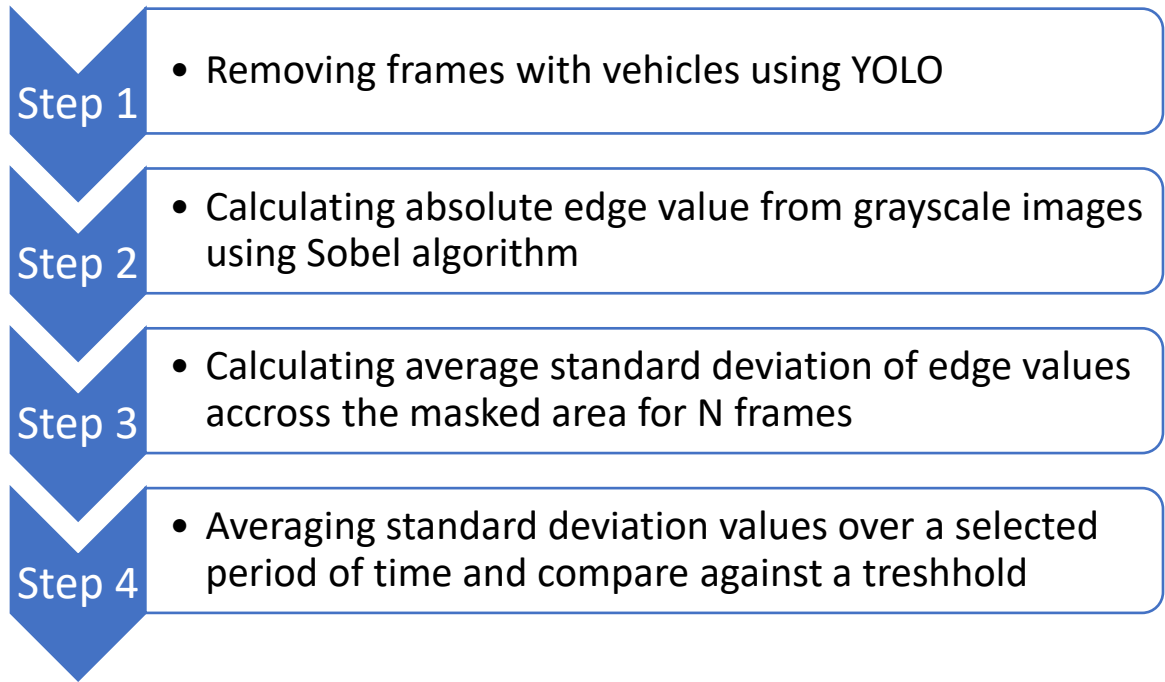 Step 1
• Removing frames with vehicles using YOLO
Step 2
• Calculating absolute edge value from grayscale images
using Sobel algorithm
Step 3
• Calculating average standard deviation of edge values
accross the masked area for N frames
Step 4
• Averaging standard deviation values over a selected
period of time and compare against a treshhold